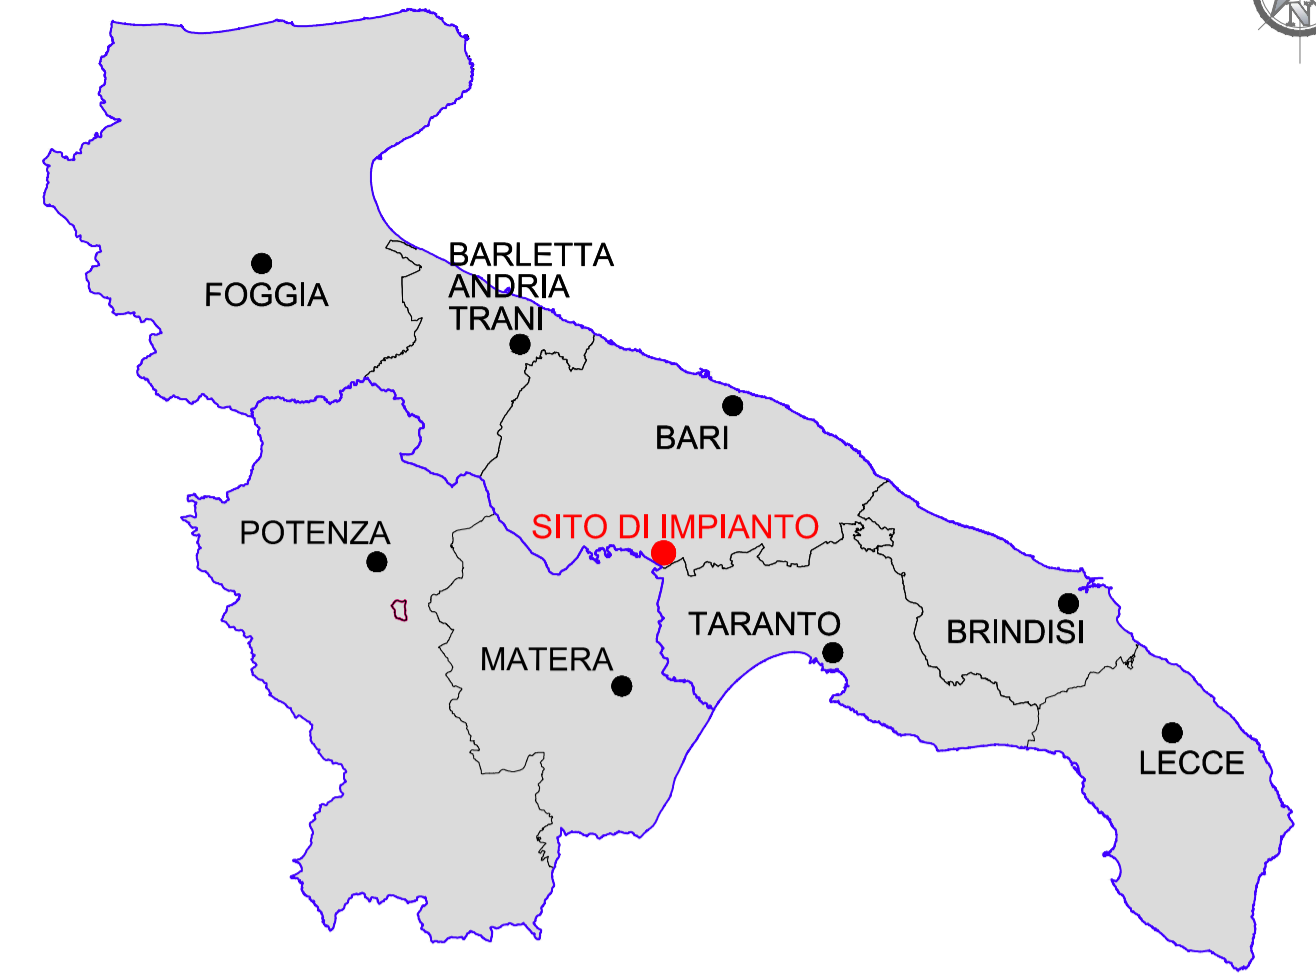 N
BARLETTA
ANDRIA
TRANI
FOGGIA
BARI
SITO DI IMPIANTO
POTENZA
TARANTO
BRINDISI
MATERA
LECCE